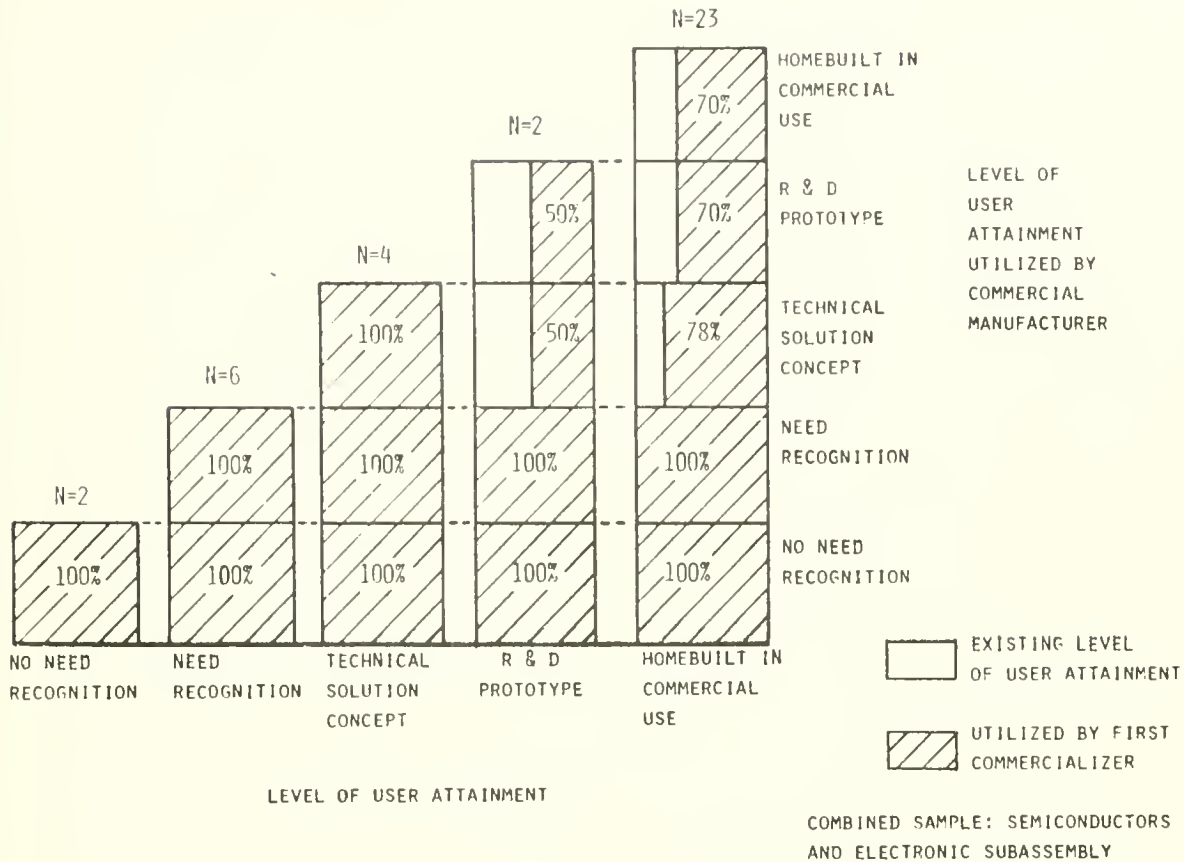 N=23
HOMEBUILT IN
COMMERCIAL
USE
70%
N=2
R & D
PROTOTYPE
50%
70%
LEVEL OF
USER
ATTAINMENT
UTILIZED BY
COMMERCIAL
MANUFACTURER
N=4
TECHNICAL
SOLUTION
CONCEPT
100%
50%
78%
N=6
NEED
RECOGNITION
100%
100%
100%
100%
N=2
NO NEED
RECOGNITION
100%
100%
100%
100%
100%
NO NEED
RECOGNITION
NEED
RECOGNITION
TECHNICAL
SOLUTION
CONCEPT
R & D
PROTOTYPE
HOMEBUILT IN
COMMERCIAL
USE
EXISTING LEVEL
OF USER ATTAINMENT
UTILIZED BY FIRST
COMMERCIALIZER
LEVEL OF USER ATTAINMENT
COMBINED SAMPLE: SEMICONDUCTORS
AND ELECTRONIC SUBASSEMBLY